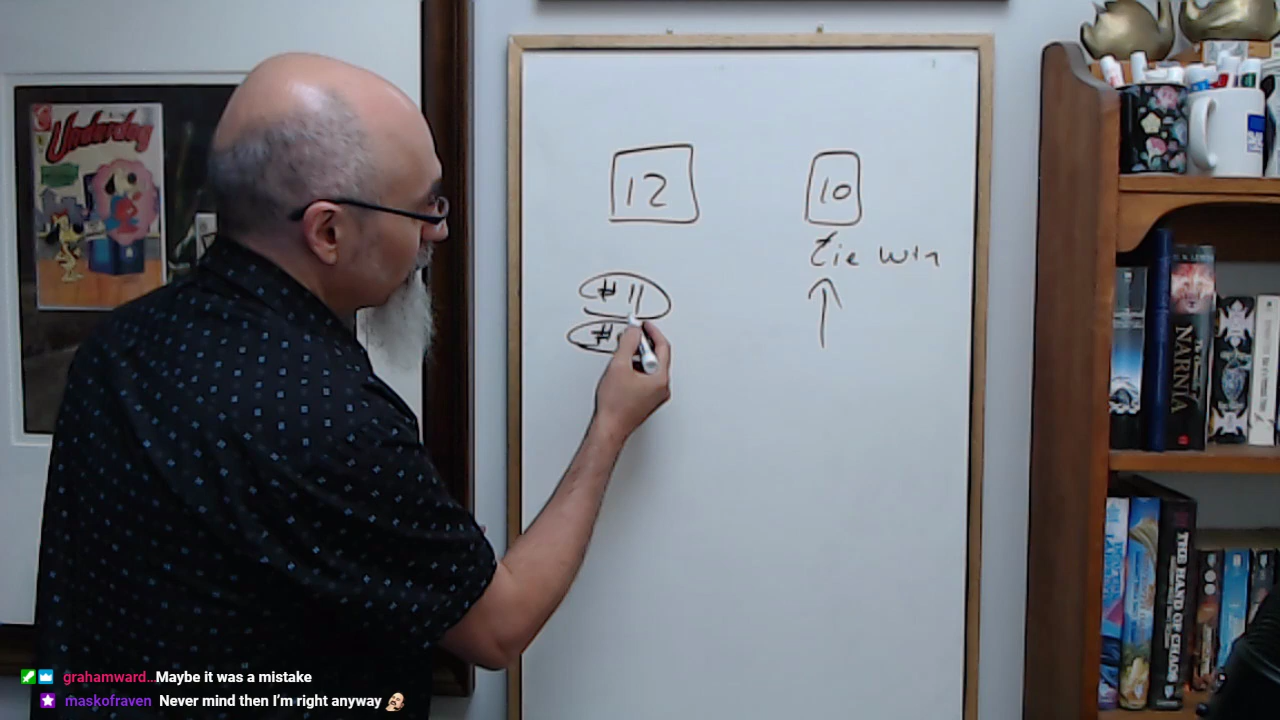 Underdog
12
10
Tie win
# 11
#
NARNIA
THE HAND OF CHAOS
grahamward...Maybe it was a mistake
maskofraven Never mind then I'm right anyway